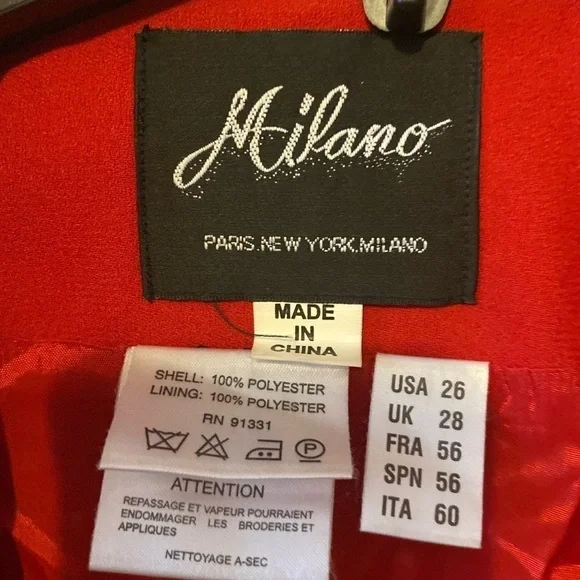 Milano
PARIS.NEW YORK.MILANO
MADE
IN
CHINA
SHELL: 100% POLYESTER
LINING: 100% POLYESTER
RN 91331
P
ATTENTION
REPASSAGE ET VAPEUR POURRAIENT
ENDOMMAGER LES BRODERIES ET
APPLIQUES
NETTOYAGE A-SEC
USA 26
UK 28
FRA 56
SPN 56
ITA 60